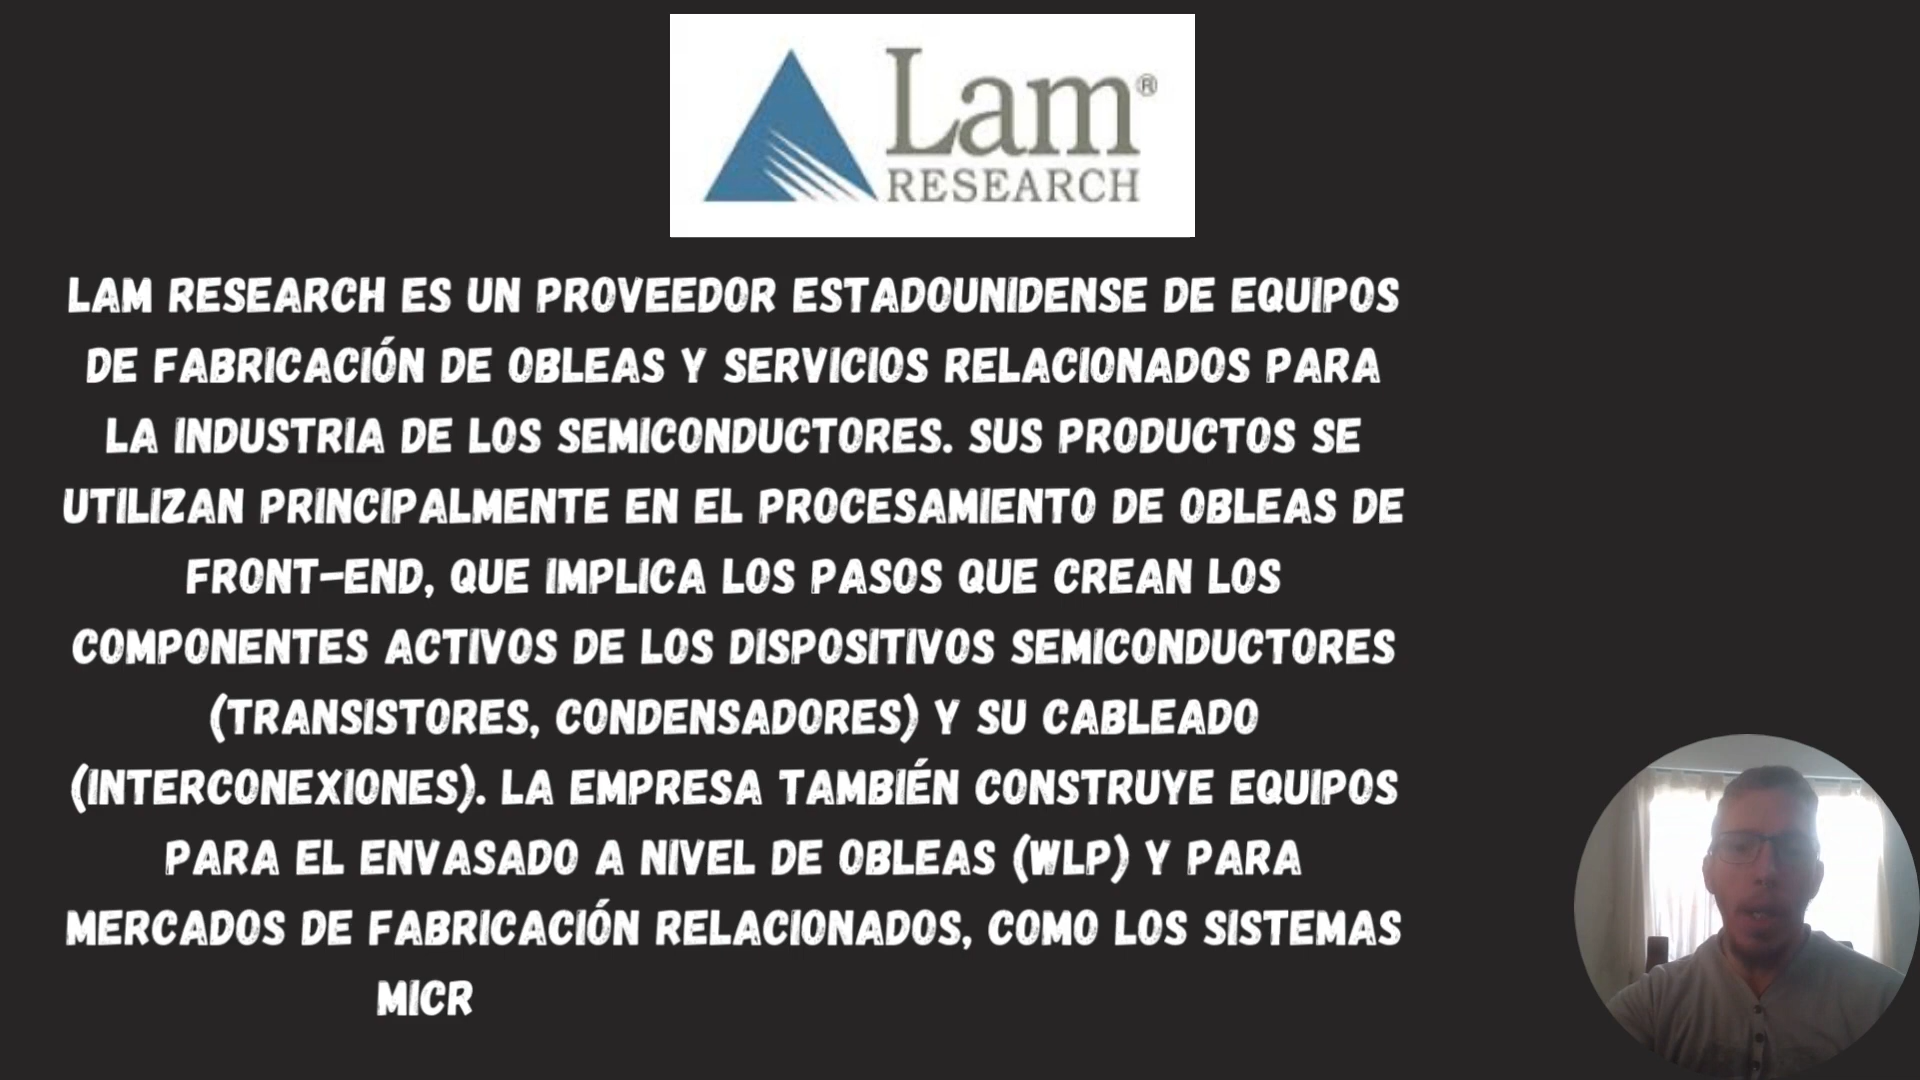 Lam®
RESEARCH
LAM RESEARCH ES UN PROVEEDOR ESTADOUNIDENSE DE EQUIPOS
DE FABRICACIÓN DE OBLEAS Y SERVICIOS RELACIONADOS PARA
LA INDUSTRIA DE LOS SEMICONDUCTORES. SUS PRODUCTOS SE
UTILIZAN PRINCIPALMENTE EN EL PROCESAMIENTO DE OBLEAS DE
FRONT-END, QUE IMPLICA LOS PASOS QUE CREAN LOS
COMPONENTES ACTIVOS DE LOS DISPOSITIVOS SEMICONDUCTORES
(TRANSISTORES, CONDENSADORES) Y SU CABLEADO
(INTERCONEXIONES). LA EMPRESA TAMBIÉN CONSTRUYE EQUIPOS
PARA EL ENVASADO A NIVEL DE OBLEAS (WLP) Y PARA
MERCADOS DE FABRICACIÓN RELACIONADOS, COMO LOS SISTEMAS
MICR